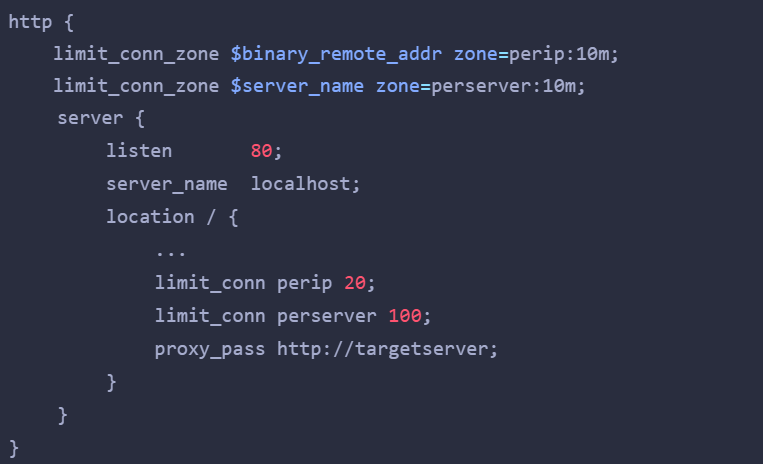 http {
    limit_conn_zone $binary_remote_addr zone=perip:10m;
    limit_conn_zone $server_name zone=perserver:10m;
    server {
        listen       80;
        server_name  localhost;
        location / {
            ...
            limit_conn perip 20;
            limit_conn perserver 100;
            proxy_pass http://targetserver;
        }
    }
}